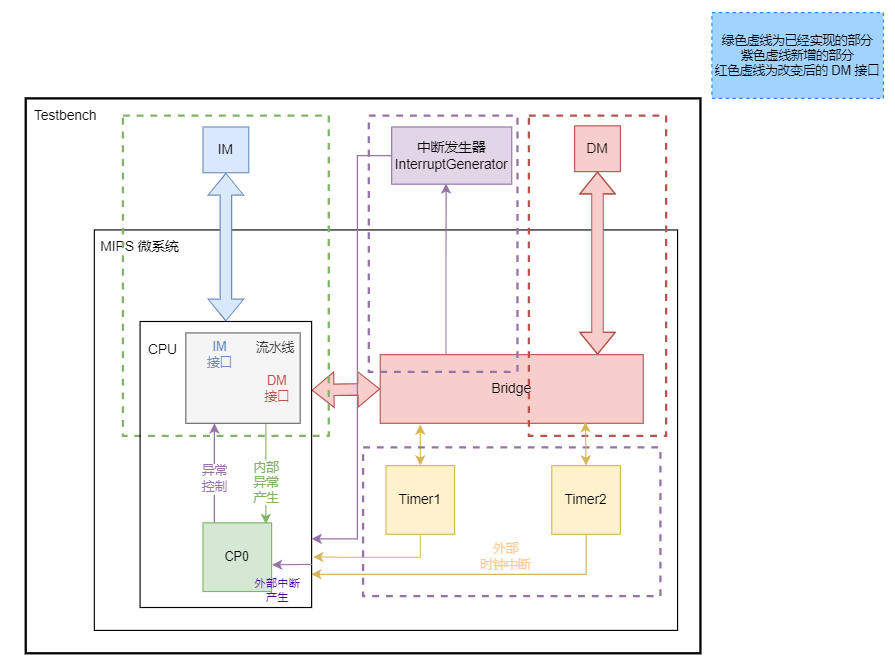 绿色虚线为已经实现的部分
紫色虚线新增的部分
红色虚线为改变后的 DM 接口
Testbench
IM
中断发生器
InterruptGenerator
DM
MIPS 微系统
CPU
IM
接口
流水线
DM
接口
Bridge
异常
控制
内部
异常
产生
Timer1
Timer2
CP0
外部中断
产生
外部
时钟中断